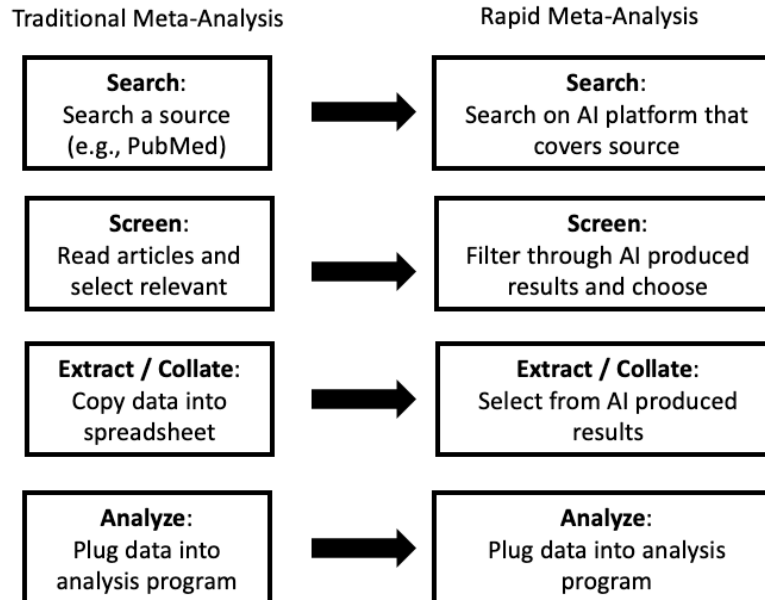 Traditional Meta-Analysis
Rapid Meta-Analysis
Search:
Search a source
(e.g., PubMed)
Search:
Search on AI platform that
covers source
Screen:
Read articles and
select relevant
Screen:
Filter through AI produced
results and choose
Extract / Collate:
Copy data into
spreadsheet
Extract / Collate:
Select from AI produced
results
Analyze:
Plug data into
analysis program
Analyze:
Plug data into analysis
program